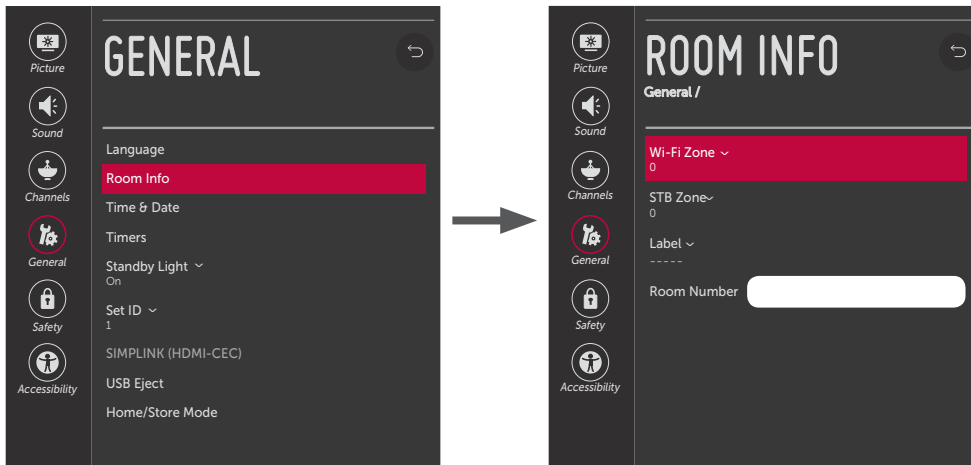 Picture
Sound
Channels
General
Safety
Accessibility
GENERAL
Language
Room Info
Time & Date
Timers
Standby Light
On
Set ID
1
SIMPLINK (HDMI-CEC)
USB Eject
Home/Store Mode
Picture
Sound
Channels
General
Safety
Accessibility
ROOM INFO
General /
Wi-Fi Zone
0
STB Zone
0
Label
-----
Room Number